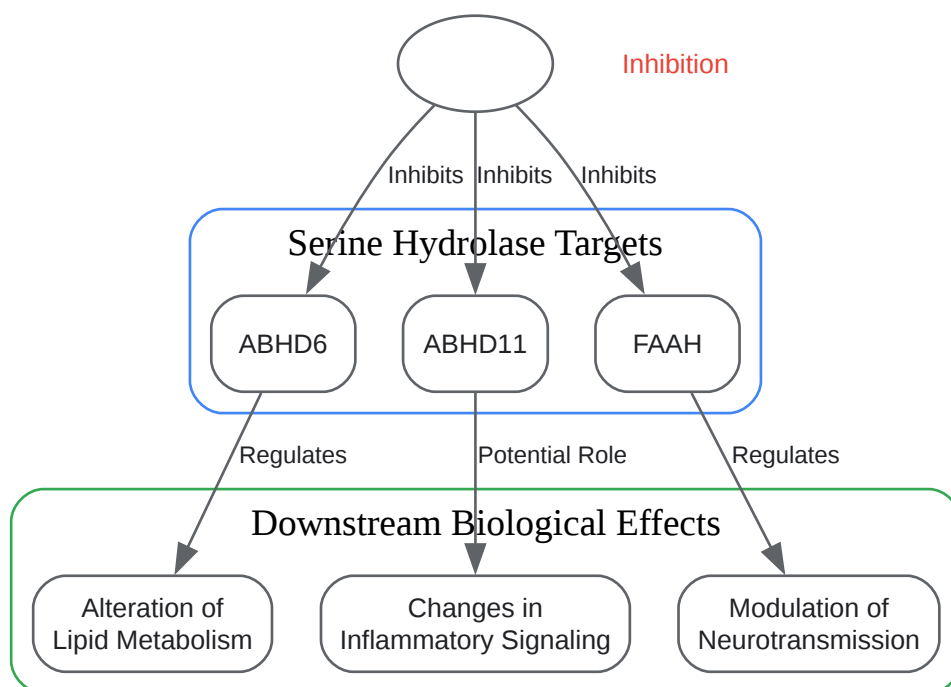 Inhibition
Inhibits Inhibits Inhibits
Serine Hydrolase Targets
ABHD6 ABHD11 FAAH
Regulates Potential Role Regulates
Downstream Biological Effects
Alteration of
Lipid Metabolism
Changes in
Inflammatory Signaling
Modulation of
Neurotransmission